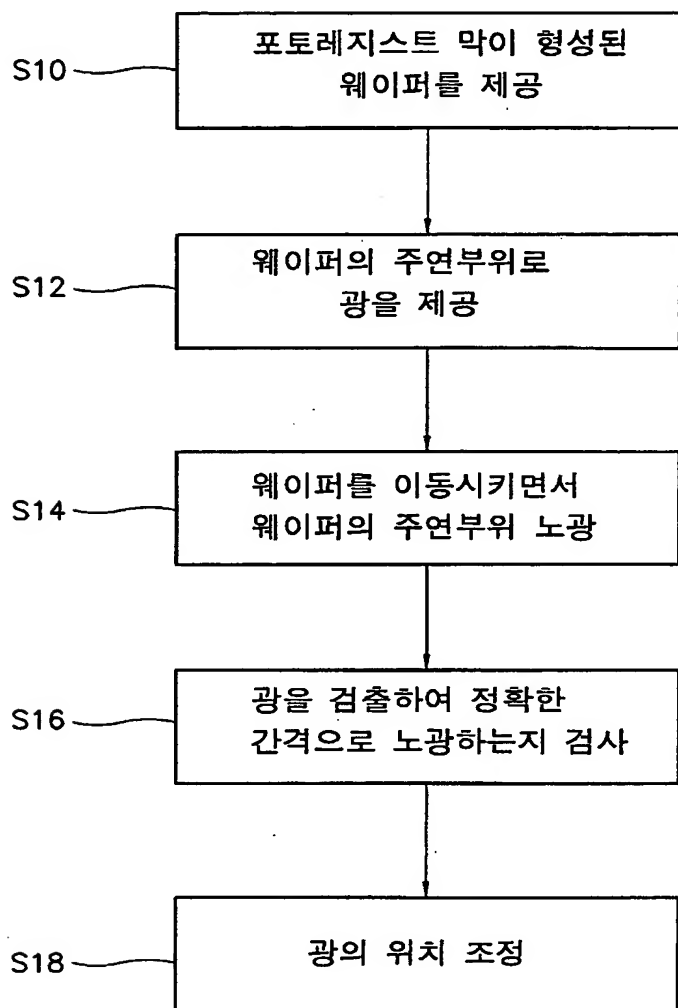 S10
포토레지스트 막이 형성된
웨이퍼를 제공
S12
웨이퍼의 주연부위로
광을 제공
S14
웨이퍼를 이동시키면서
웨이퍼의 주연부위 노광
S16
광을 검출하여 정확한
간격으로 노광하는지 검사
S18
광의 위치 조정